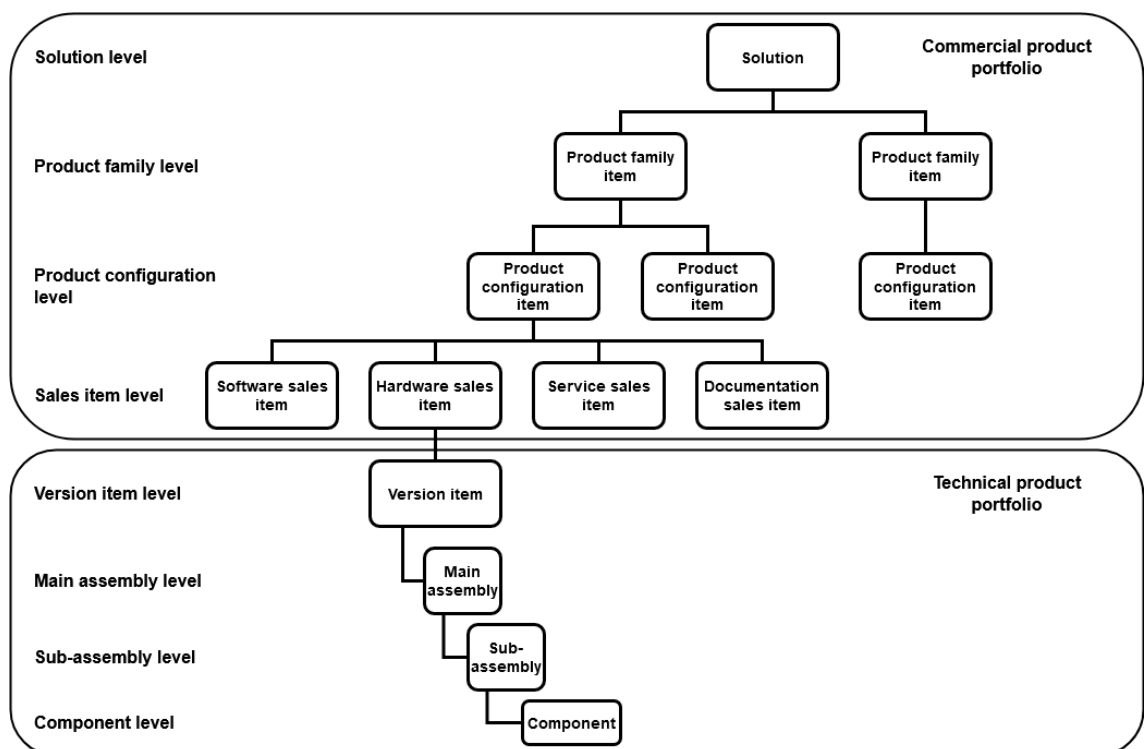 Solution level
Solution
Commercial product
portfolio
Product family level
Product family
item
Product family
item
Product configuration
level
Product
configuration
item
Product
configuration
item
Product
configuration
item
Sales item level
Software sales
item
Hardware sales
item
Service sales
item
Documentation
sales item
Version item level
Version item
Technical product
portfolio
Main assembly level
Main
assembly
Sub-assembly level
Sub-
assembly
Component level
Component